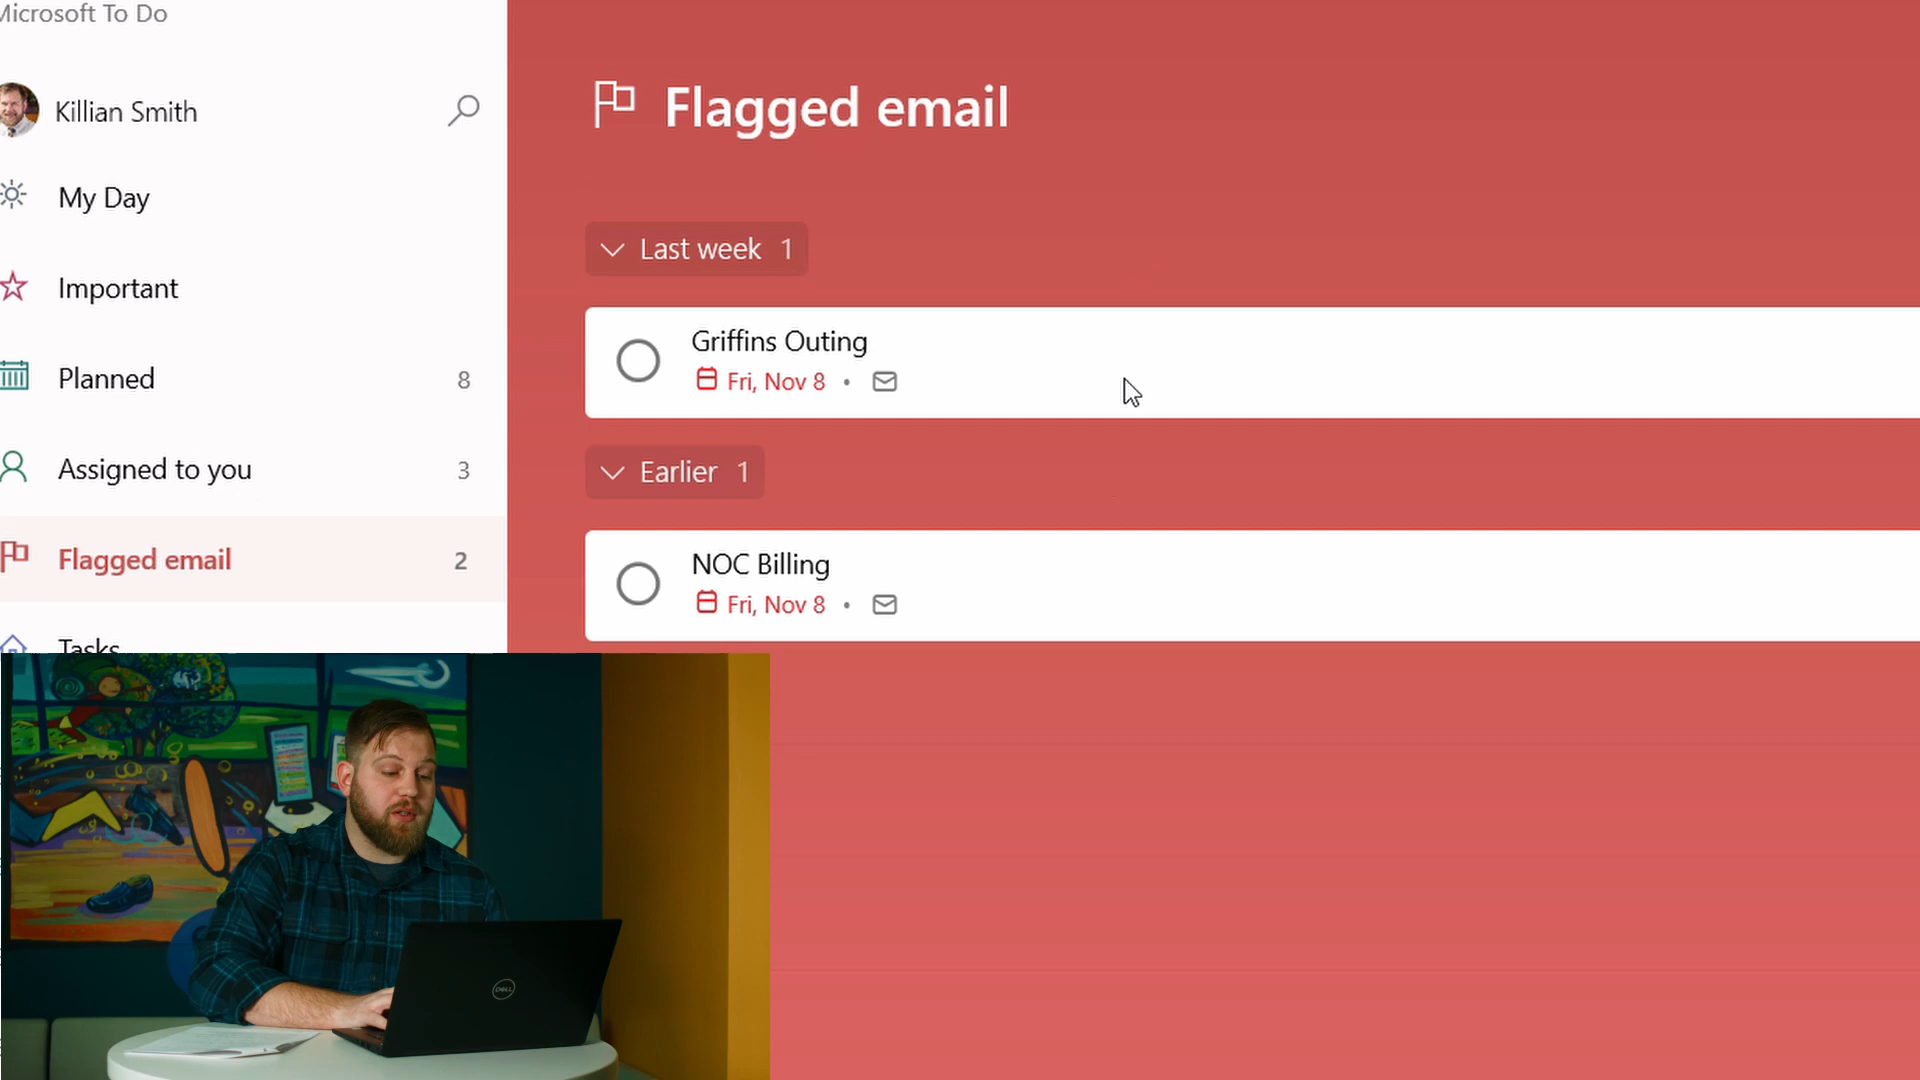 Microsoft To Do
Killian Smith
My Day
Important
Planned 8
Assigned to you 3
Flagged email 2
Tasks
Flagged email
Last week 1
Griffins Outing
Fri, Nov 8 •
Earlier 1
NOC Billing
Fri, Nov 8 •
DELL